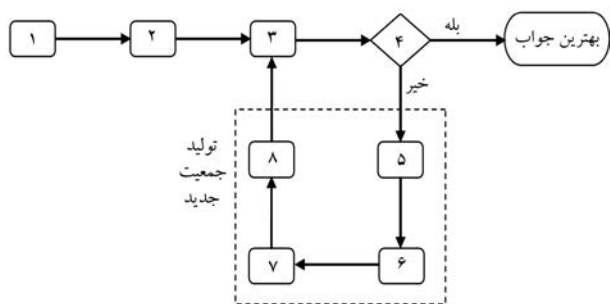 ۱
۲
۳
۴
بله
بهترین جواب
خیر
۵
۶
۷
۸
تولید
جمعیت
جدید